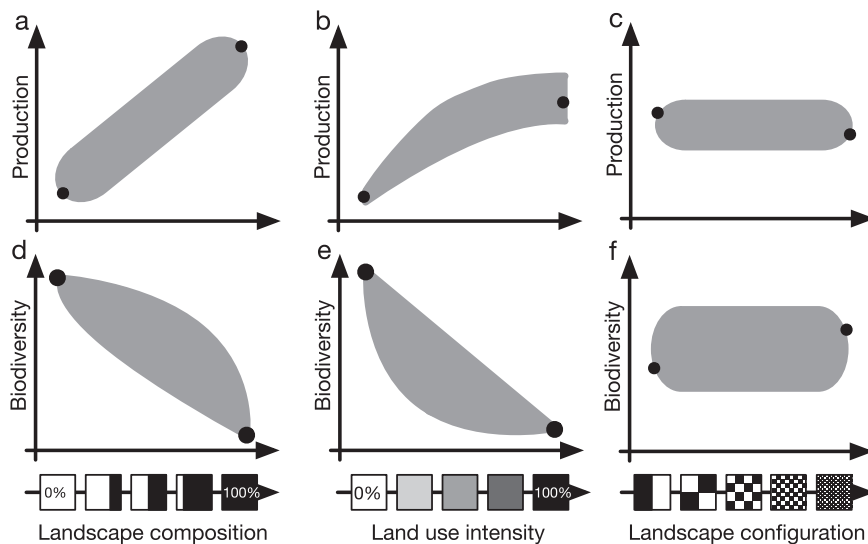 a
b
c
Production
Production
Production
d
e
f
Biodiversity
Biodiversity
Biodiversity
0%
100%
0%
100%
Landscape composition
Land use intensity
Landscape configuration